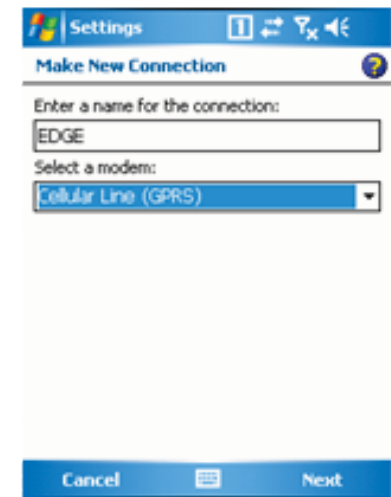 Settings
Make New Connection
Enter a name for the connection:
EDGE
Select a modem:
Cellular Line (GPRS)
Cancel Next